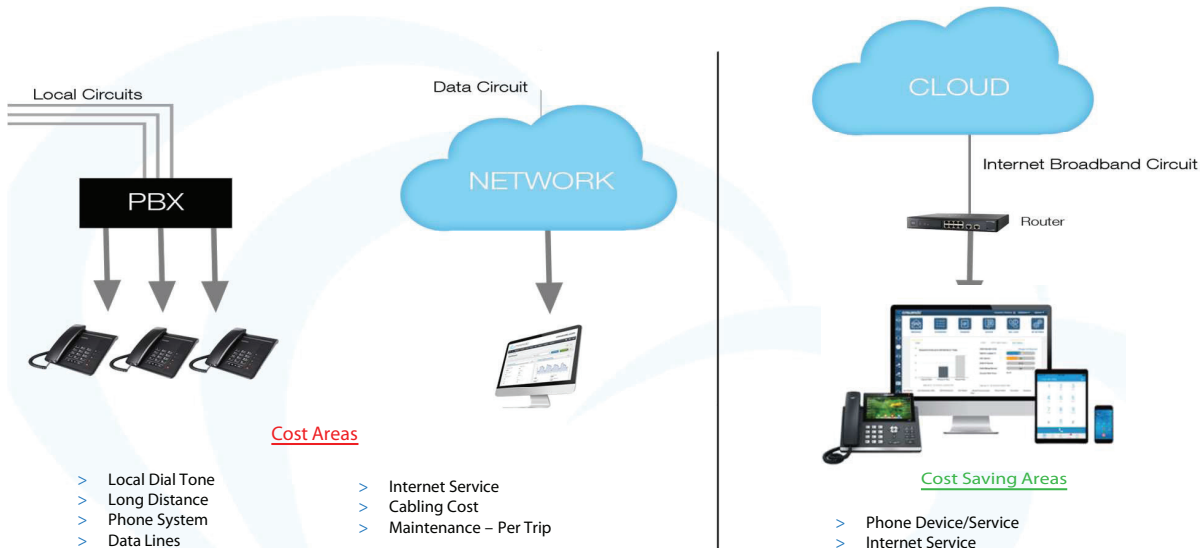 Local Circuits
PBX
Data Circuit
NETWORK
Cost Areas
> Local Dial Tone
> Long Distance
> Phone System
> Data Lines
> Internet Service
> Cabling Cost
> Maintenance – Per Trip
CLOUD
Internet Broadband Circuit
Router
Cost Saving Areas
> Phone Device/Service
> Internet Service